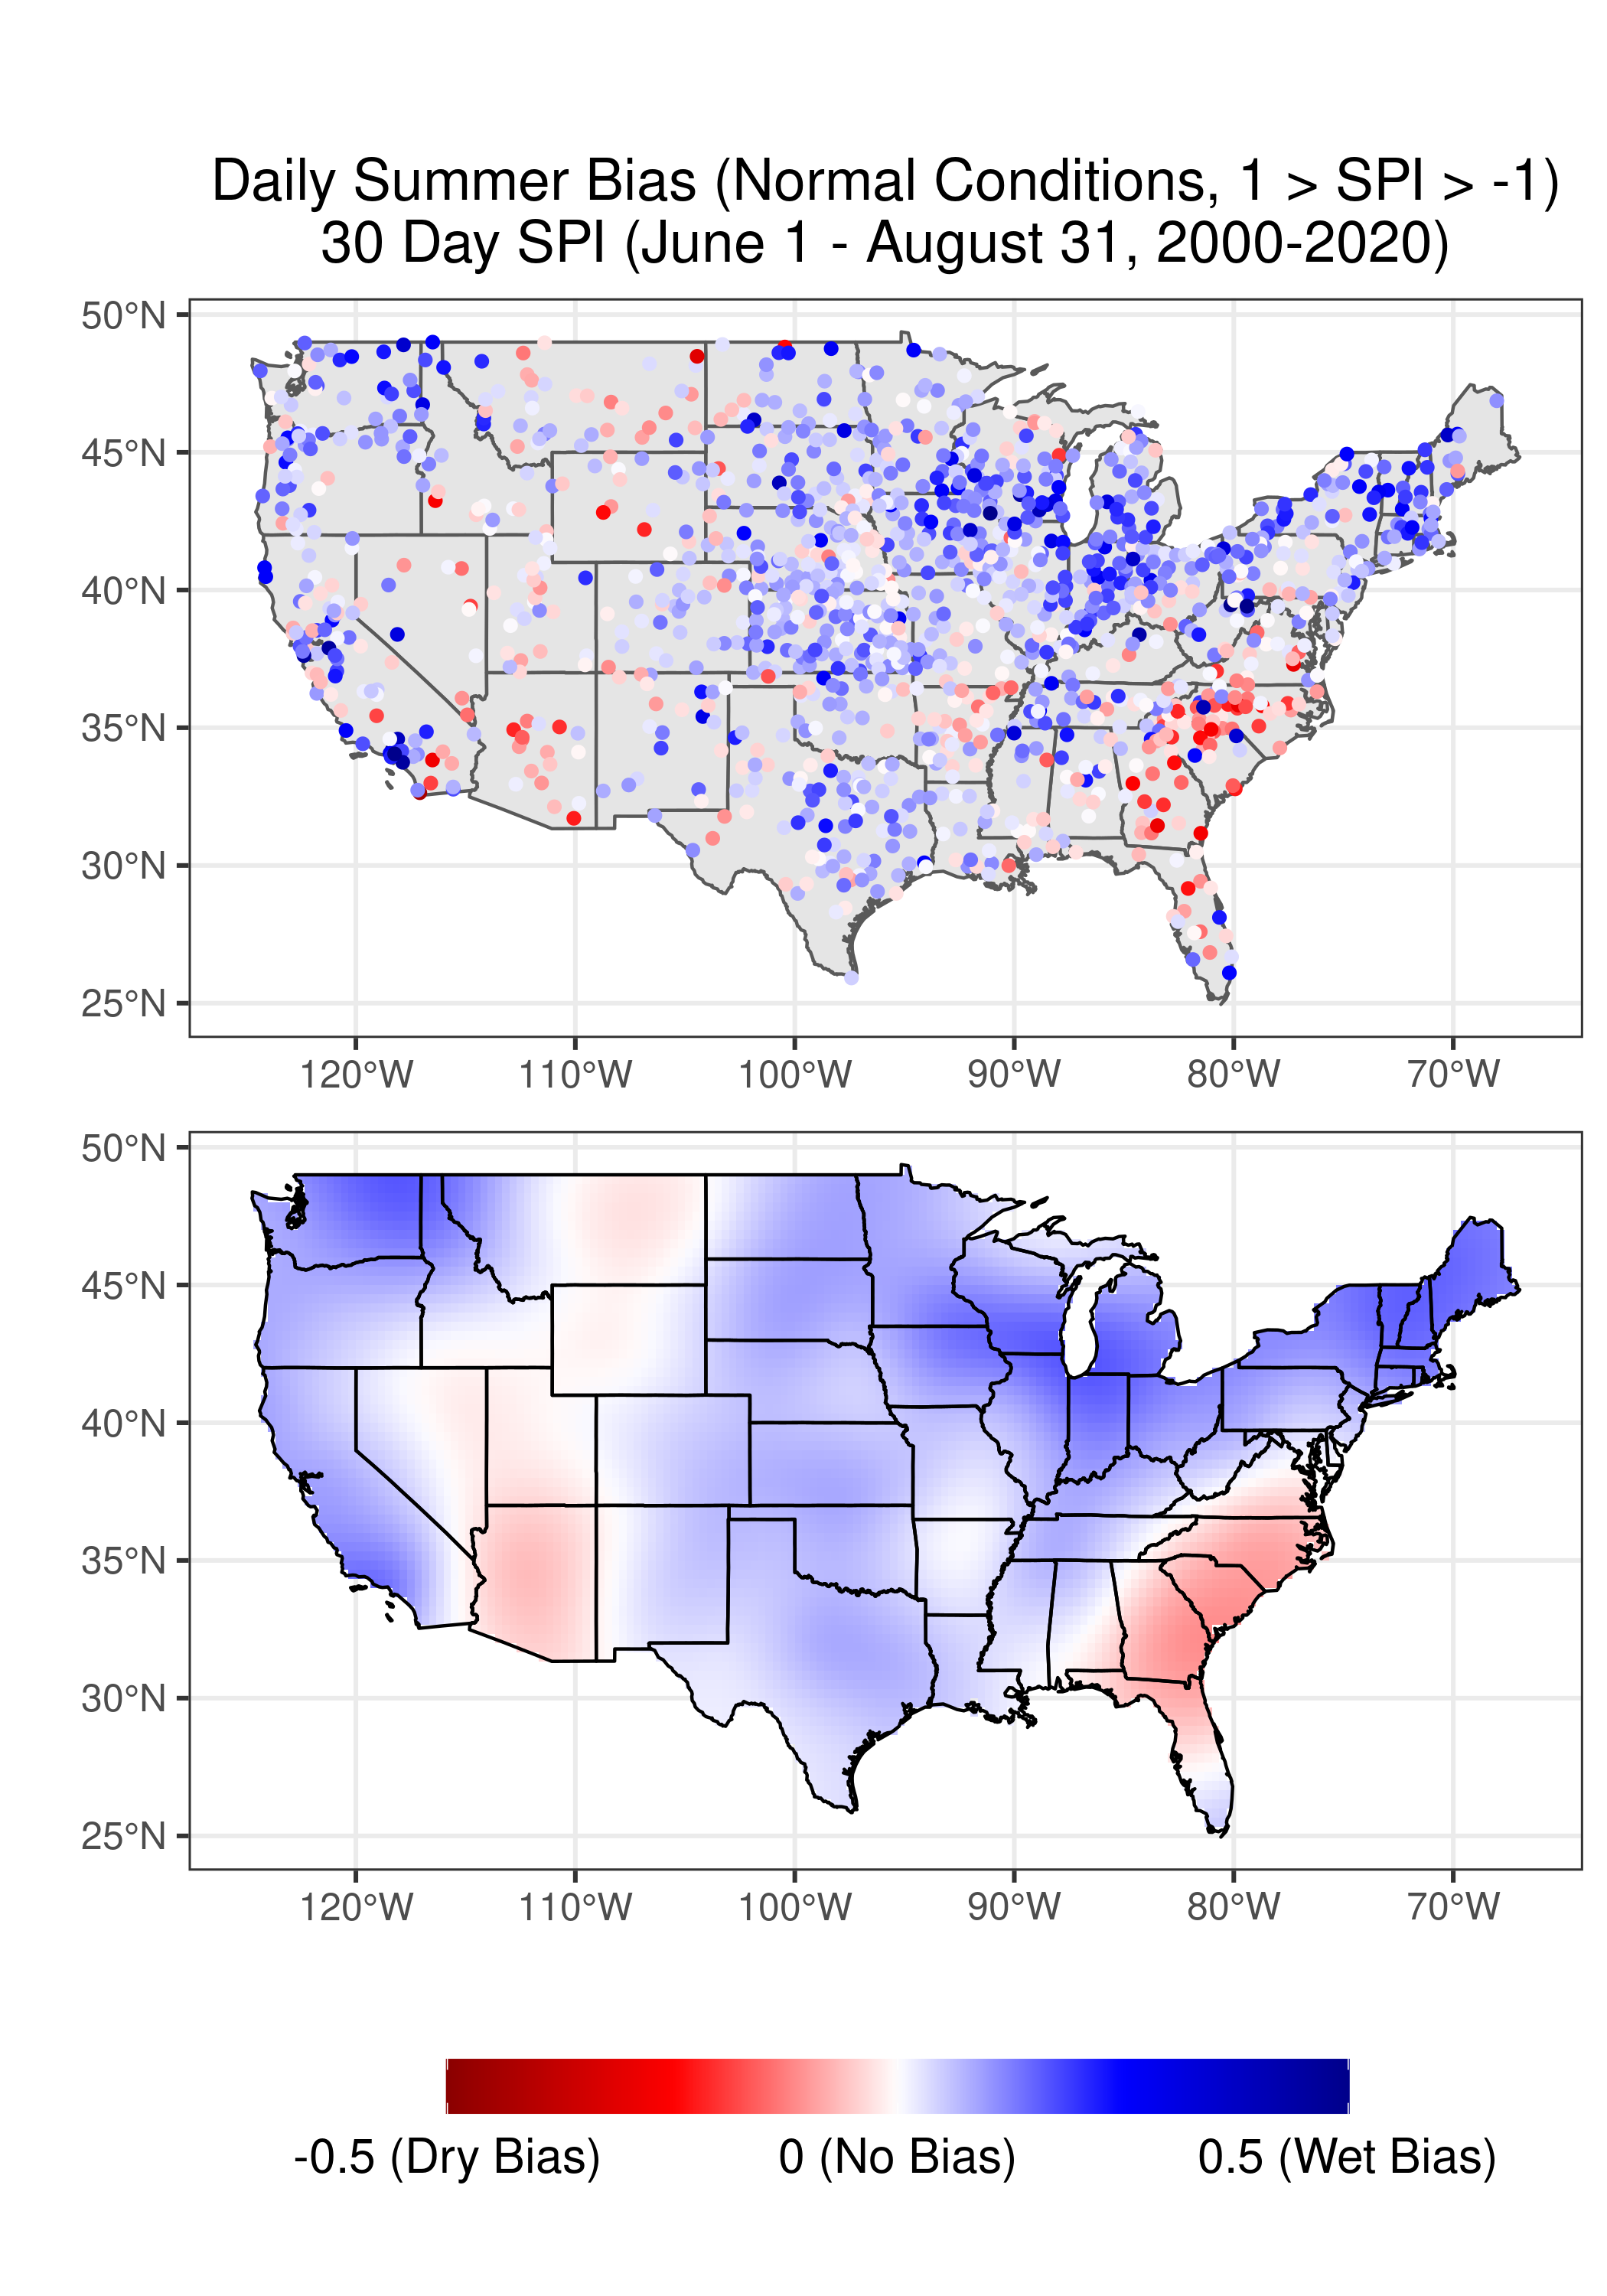 Daily Summer Bias (Normal Conditions, 1 > SPI > -1)
30 Day SPI (June 1 - August 31, 2000-2020)
50°N
45°N
40°N
35°N
30°N
25°N
120°W 110°W 100°W 90°W 80°W 70°W
50°N
45°N
40°N
35°N
30°N
25°N
120°W 110°W 100°W 90°W 80°W 70°W
-0.5 (Dry Bias) 0 (No Bias) 0.5 (Wet Bias)